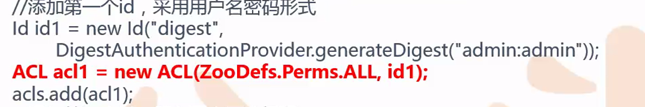 //添加第一个id，采用用户名密码形式
Id id1 = new Id("digest",
DigestAuthenticationProvider.generateDigest("admin:admin"));
ACL acl1 = new ACL(ZooDefs.Perms.ALL, id1);
acls.add(acl1);